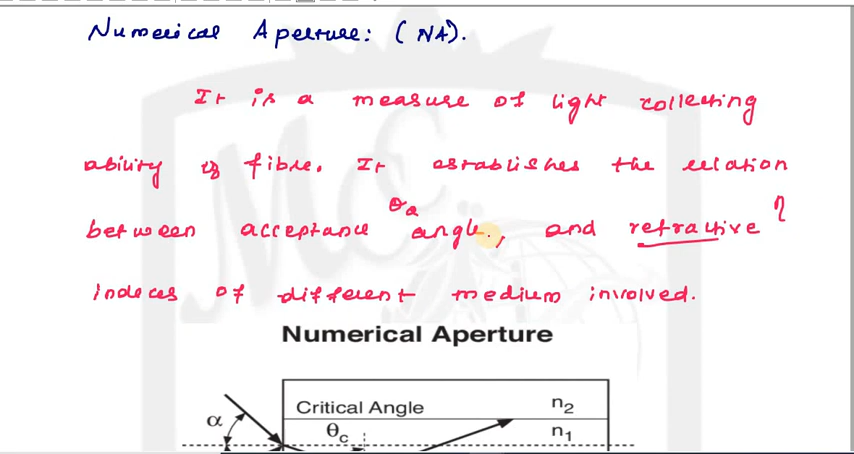 Numerical Aperture: (NA).
It is a measure of light collecting
ability of fibre. It establishes the relation
between acceptance θa angle, and refractive η
indeces of different medium involved.
Numerical Aperture
Critical Angle n2
α θc n1